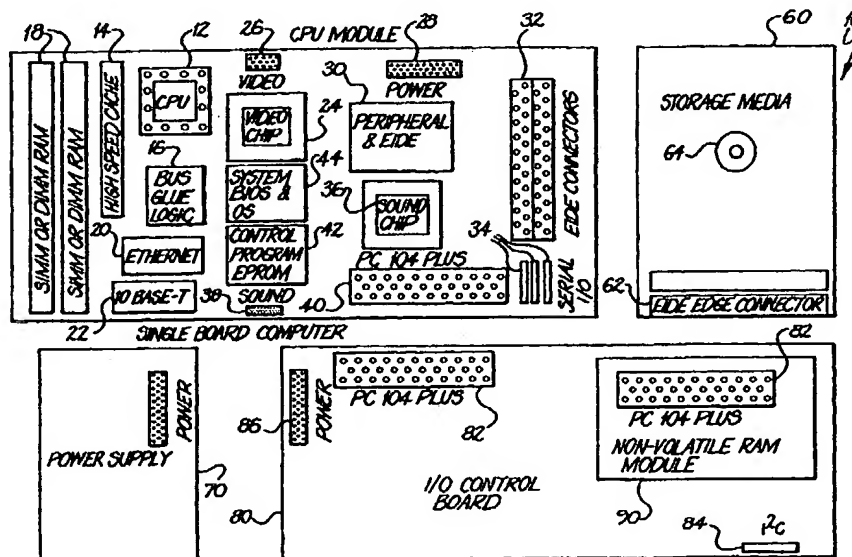 CPU MODULE
18
14
12
26
28
32
60
VIDEO
30
POWER
CPU
24
STORAGE MEDIA
HIGH SPEED CACHE
VIDEO CHIP
PERIPHERAL & EIDE
64
SIMM OR DIMM RAM
SIMM OR DIMM RAM
16
44
BUS GLUE LOGIC
SYSTEM BIOS & OS
36
SOUND CHIP
EIDE CONNECTORS
20
42
34
ETHERNET
CONTROL PROGRAM EPROM
PC 104 PLUS
SERIAL I/O
62
10 BASE-T
38
SOUND
40
EIDE EDGE CONNECTOR
22
SINGLE BOARD COMPUTER
82
POWER
86
POWER
PC 104 PLUS
82
PC 104 PLUS
POWER SUPPLY
NON-VOLATILE RAM MODULE
70
80
I/O CONTROL BOARD
90
84
I²C